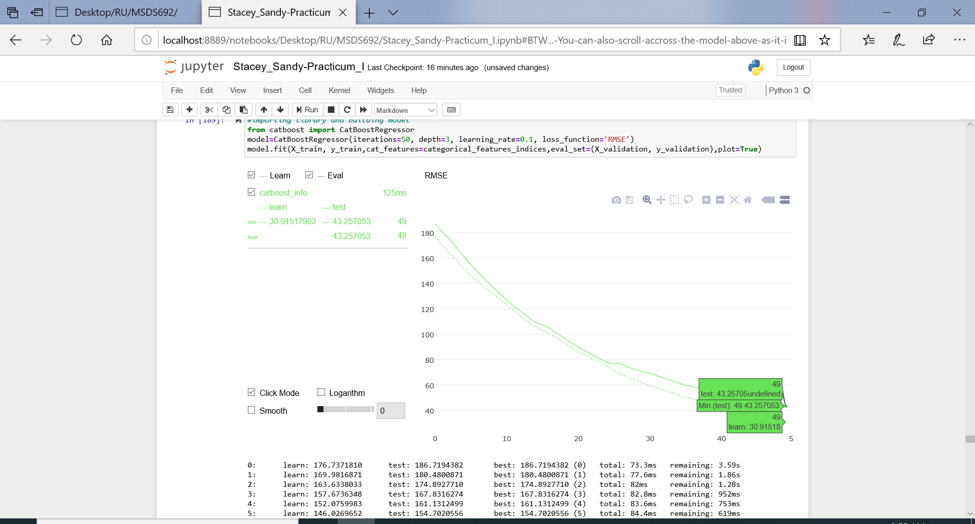 Desktop/RU/MSDS692/
Stacey_Sandy-Practicum
localhost:8889/notebooks/Desktop/RU/MSDS692/Stacey_Sandy-Practicum_I.ipynb#BTW...-You-can-also-scroll-accross-the-model-above-as-it-i
jupyter Stacey_Sandy-Practicum_I Last Checkpoint: 16 minutes ago (unsaved changes)
Logout
File Edit View Insert Cell Kernel Widgets Help
Trusted
Python 3
Run
Markdown
In [189]: #importing library and building model
from catboost import CatBoostRegressor
model=CatBoostRegressor(iterations=50, depth=3, learning_rate=0.1, loss_function='RMSE')
model.fit(X_train, y_train,cat_features=categorical_features_indices,eval_set=(X_validation, y_validation),plot=True)
Learn Eval
RMSE
catboost_info 125ms
learn test
curr 30.91517903 43.257053 49
best 43.257053 49
180
160
140
120
100
80
60
40
0 10 20 30 40 5
49
test: 43.25705undefined
Min (test): 49 43.257053
49
learn: 30.91518
Click Mode Logarithm
Smooth 0
0: learn: 176.7371810 test: 186.7194382 best: 186.7194382 (0) total: 73.3ms remaining: 3.59s
1: learn: 169.9816871 test: 180.4800871 best: 180.4800871 (1) total: 77.6ms remaining: 1.86s
2: learn: 163.6338033 test: 174.8927710 best: 174.8927710 (2) total: 82ms remaining: 1.28s
3: learn: 157.6736348 test: 167.8316274 best: 167.8316274 (3) total: 82.8ms remaining: 952ms
4: learn: 152.0759983 test: 161.1312499 best: 161.1312499 (4) total: 83.6ms remaining: 753ms
5: learn: 146.0269652 test: 154.7020556 best: 154.7020556 (5) total: 84.4ms remaining: 619ms